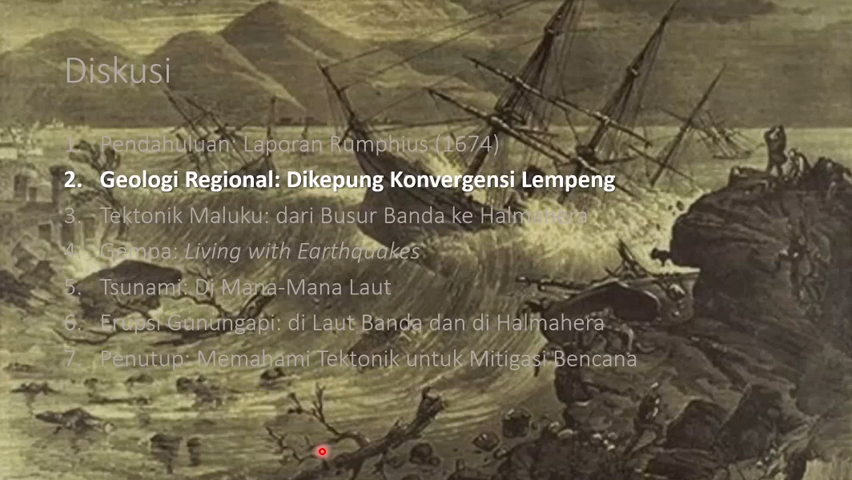 Diskusi
1. Pendahuluan: Laporan Rumphius (1674)
2. Geologi Regional: Dikepung Konvergensi Lempeng
3. Tektonik Maluku: dari Busur Banda ke Halmahera
4. Gempa: Living with Earthquakes
5. Tsunami: Di Mana-Mana Laut
6. Erupsi Gunungapi: di Laut Banda dan di Halmahera
7. Penutup: Memahami Tektonik untuk Mitigasi Bencana